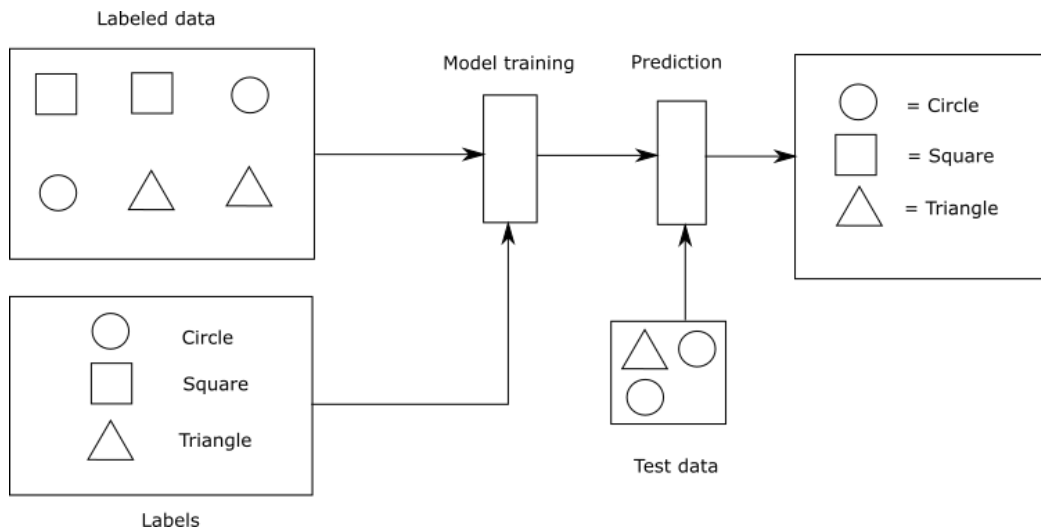 Labeled data
Model training
Prediction
= Circle
= Square
= Triangle
Circle
Square
Triangle
Labels
Test data